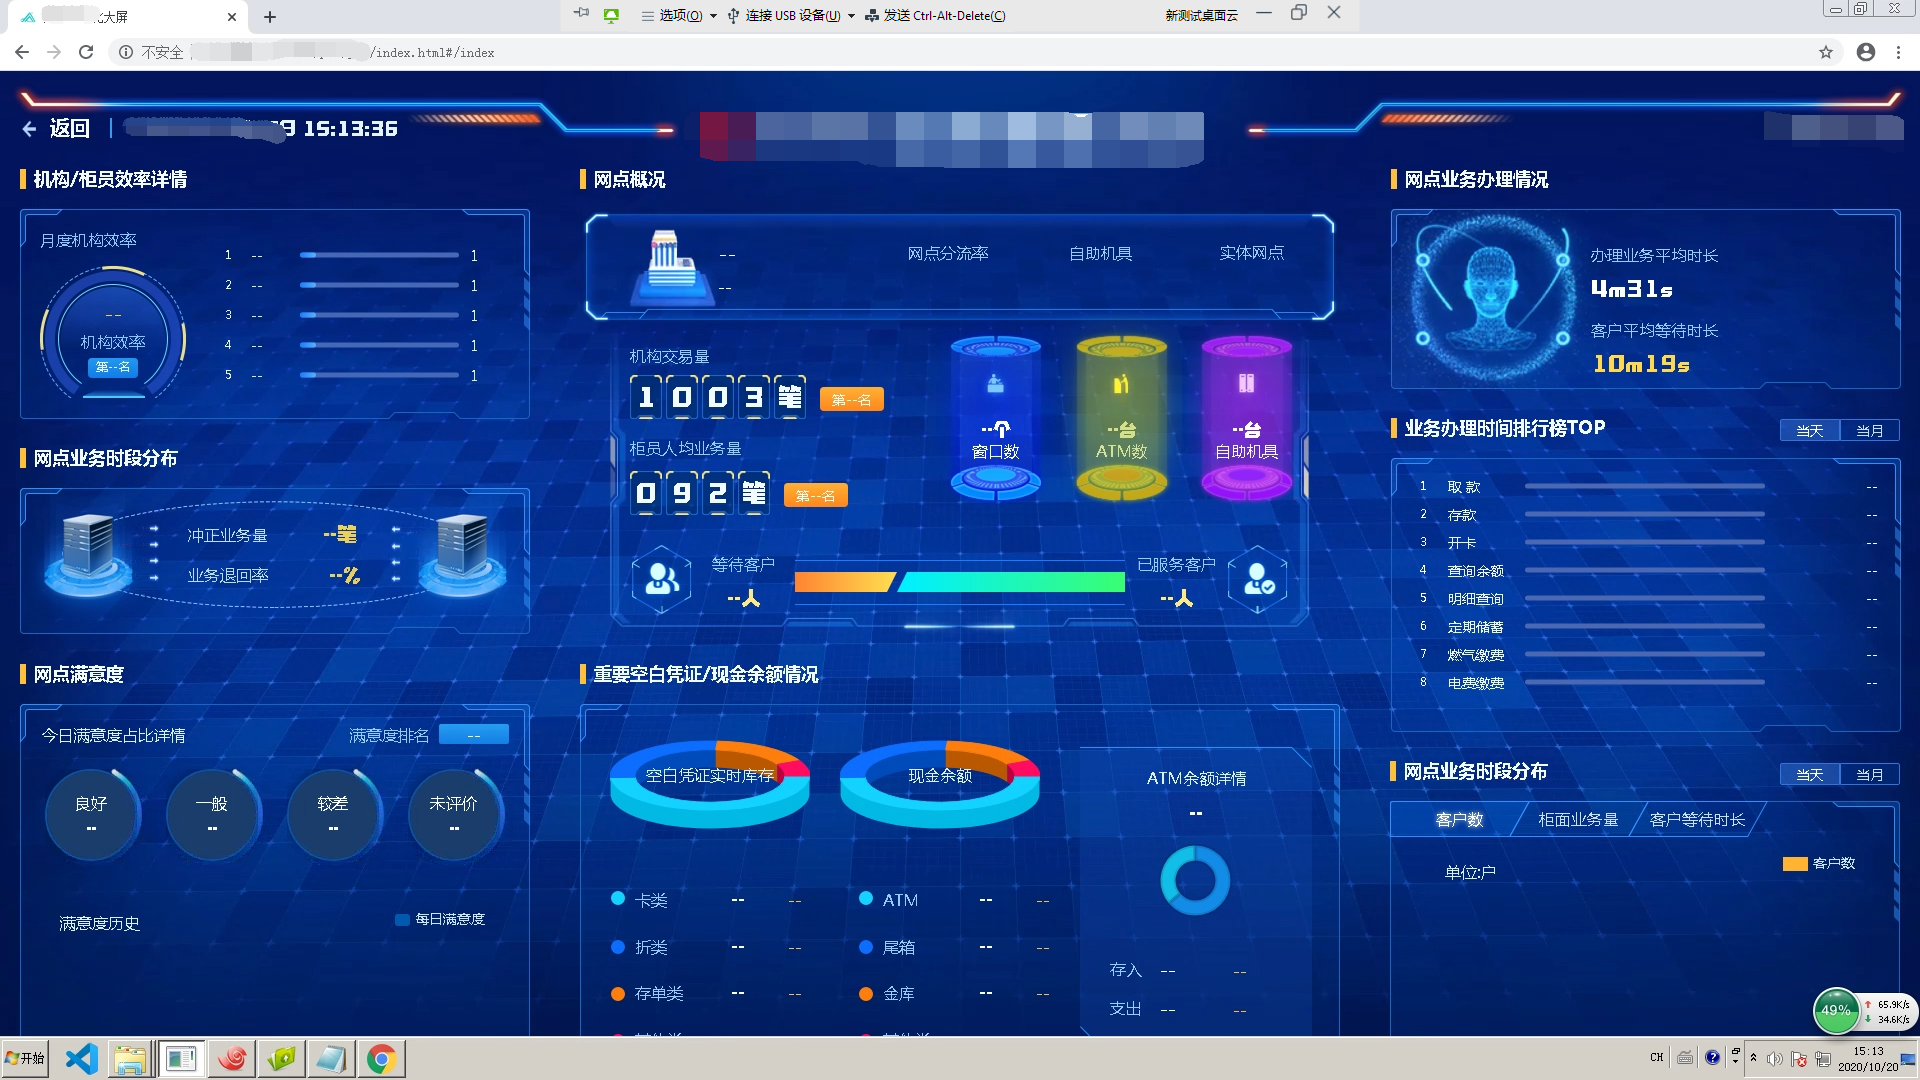 大屏
选项(O)
连接 USB 设备(U)
发送 Ctrl-Alt-Delete(C)
新测试桌面云
不安全
/index.html#/index
返回
15:13:36
机构/柜员效率详情
月度机构效率
--
机构效率
第--名
1 -- 1
2 -- 1
3 -- 1
4 -- 1
5 -- 1
网点业务时段分布
冲正业务量 --笔
业务退回率 --%
网点满意度
今日满意度占比详情
满意度排名 --
良好 --
一般 --
较差 --
未评价 --
满意度历史
每日满意度
网点概况
--
--
网点分流率
自助机具
实体网点
机构交易量
1003笔
第--名
柜员人均业务量
092笔
第--名
--个
窗口数
--台
ATM数
--台
自助机具
等待客户
--人
已服务客户
--人
重要空白凭证/现金余额情况
空白凭证实时库存
现金余额
卡类 -- --
折类 -- --
存单类 -- --
ATM -- --
尾箱 -- --
金库 -- --
ATM余额详情
--
存入 -- --
支出 -- --
网点业务办理情况
办理业务平均时长
4m31s
客户平均等待时长
10m19s
业务办理时间排行榜TOP
当天 当月
1 取款 --
2 存款 --
3 开卡 --
4 查询余额 --
5 明细查询 --
6 定期储蓄 --
7 燃气缴费 --
8 电费缴费 --
网点业务时段分布
当天 当月
客户数 柜面业务量 客户等待时长
单位:户
客户数
49%
65.9K/s
34.6K/s
开始
CH
15:13
2020/10/20